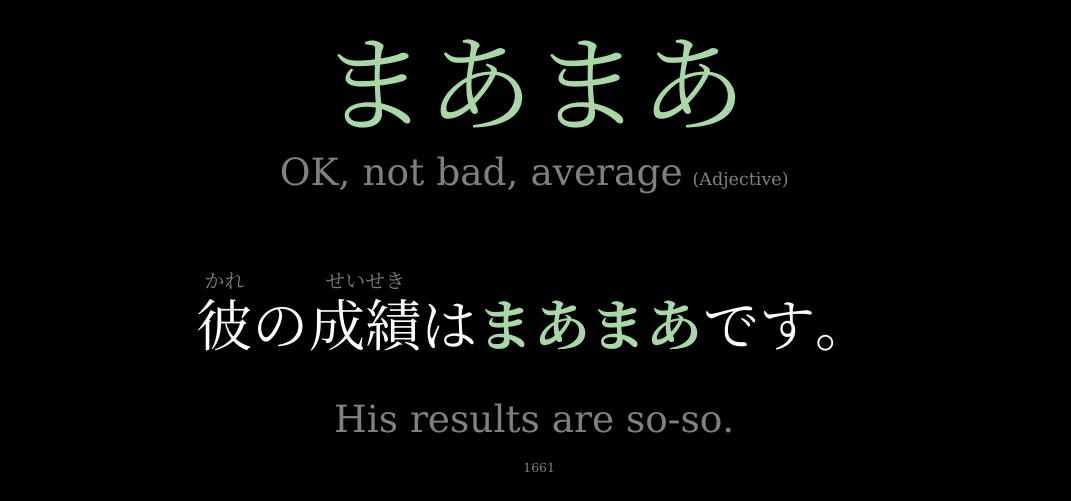 まあまあ
OK, not bad, average (Adjective)
かれ せいせき
彼の成績はまあまあです。
His results are so-so.
1661